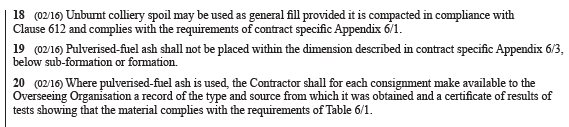 18 (02/16) Unburnt colliery spoil may be used as general fill provided it is compacted in compliance with
Clause 612 and complies with the requirements of contract specific Appendix 6/1.
19 (02/16) Pulverised-fuel ash shall not be placed within the dimension described in contract specific Appendix 6/3,
below sub-formation or formation.
20 (02/16) Where pulverised-fuel ash is used, the Contractor shall for each consignment make available to the
Overseeing Organisation a record of the type and source from which it was obtained and a certificate of results of
tests showing that the material complies with the requirements of Table 6/1.